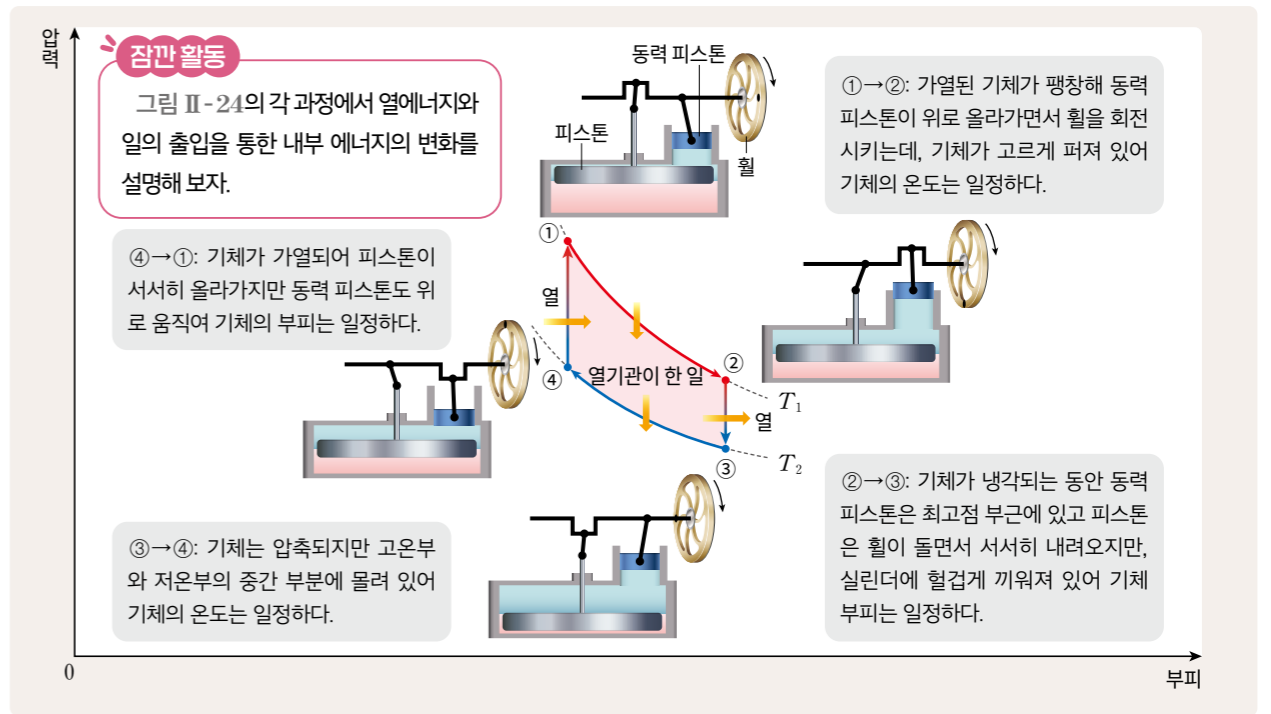 압력
잠깐 활동
그림 Ⅱ-24의 각 과정에서 열에너지와
일의 출입을 통한 내부 에너지의 변화를
설명해 보자.
동력 피스톤
피스톤
휠
①→②: 가열된 기체가 팽창해 동력
피스톤이 위로 올라가면서 휠을 회전
시키는데, 기체가 고르게 퍼져 있어
기체의 온도는 일정하다.
④→①: 기체가 가열되어 피스톤이
서서히 올라가지만 동력 피스톤도 위
로 움직여 기체의 부피는 일정하다.
①
열
④
열기관이 한 일
②
T₁
열
③
T₂
②→③: 기체가 냉각되는 동안 동력
피스톤은 최고점 부근에 있고 피스톤
은 휠이 돌면서 서서히 내려오지만,
실린더에 헐겁게 끼워져 있어 기체
부피는 일정하다.
③→④: 기체는 압축되지만 고온부
와 저온부의 중간 부분에 몰려 있어
기체의 온도는 일정하다.
0
부피